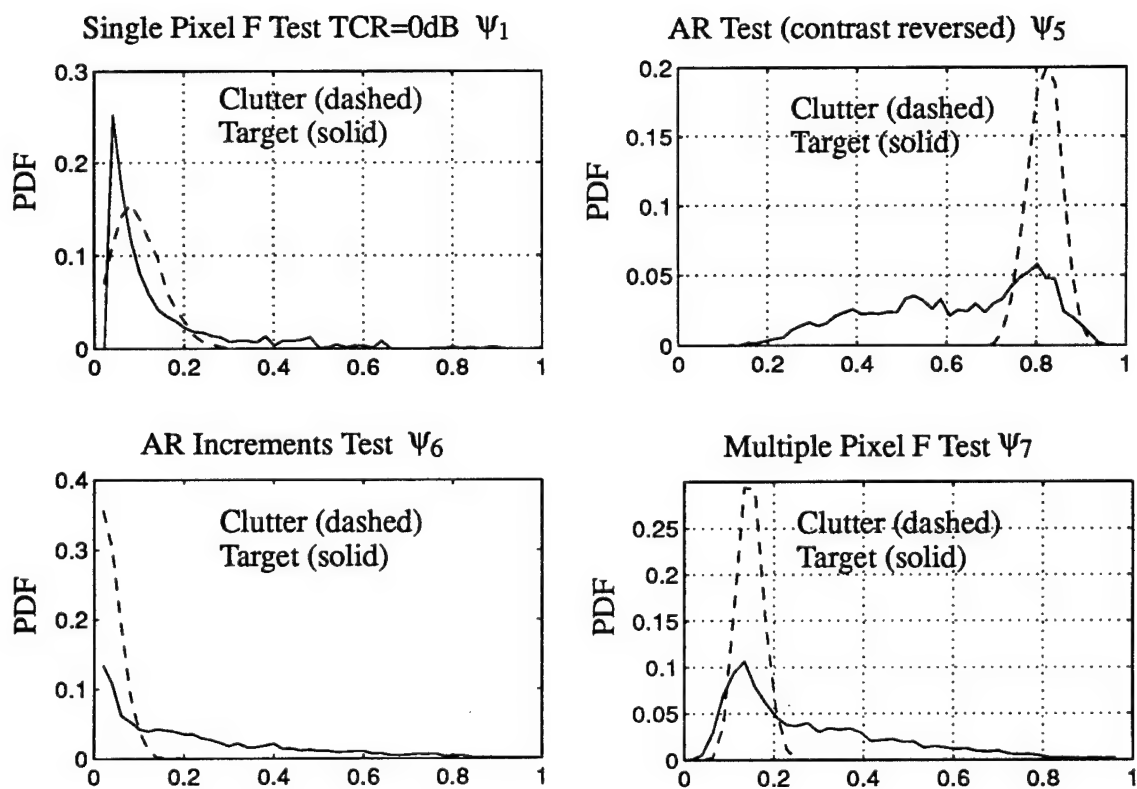 Single Pixel F Test TCR=0dB Ψ1
PDF
0.3
0.2
0.1
0
Clutter (dashed)
Target (solid)
0 0.2 0.4 0.6 0.8 1
AR Test (contrast reversed) Ψ5
PDF
0.2
0.15
0.1
0.05
0
Clutter (dashed)
Target (solid)
0 0.2 0.4 0.6 0.8 1
AR Increments Test Ψ6
PDF
0.4
0.3
0.2
0.1
0
Clutter (dashed)
Target (solid)
0 0.2 0.4 0.6 0.8 1
Multiple Pixel F Test Ψ7
PDF
0.25
0.2
0.15
0.1
0.05
0
Clutter (dashed)
Target (solid)
0 0.2 0.4 0.6 0.8 1